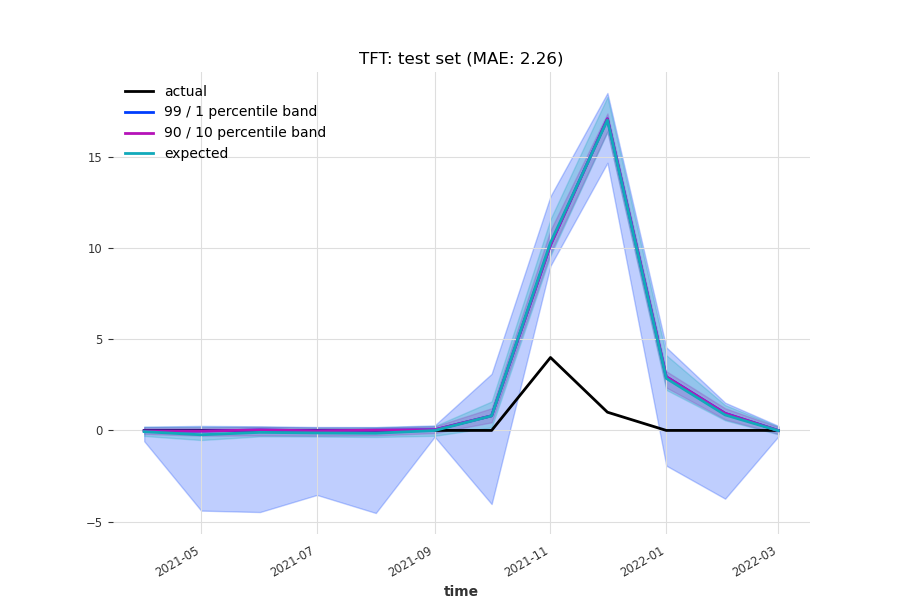 TFT: test set (MAE: 2.26)
actual
99 / 1 percentile band
90 / 10 percentile band
expected
15
10
5
0
−5
2021-05
2021-07
2021-09
2021-11
2022-01
2022-03
time